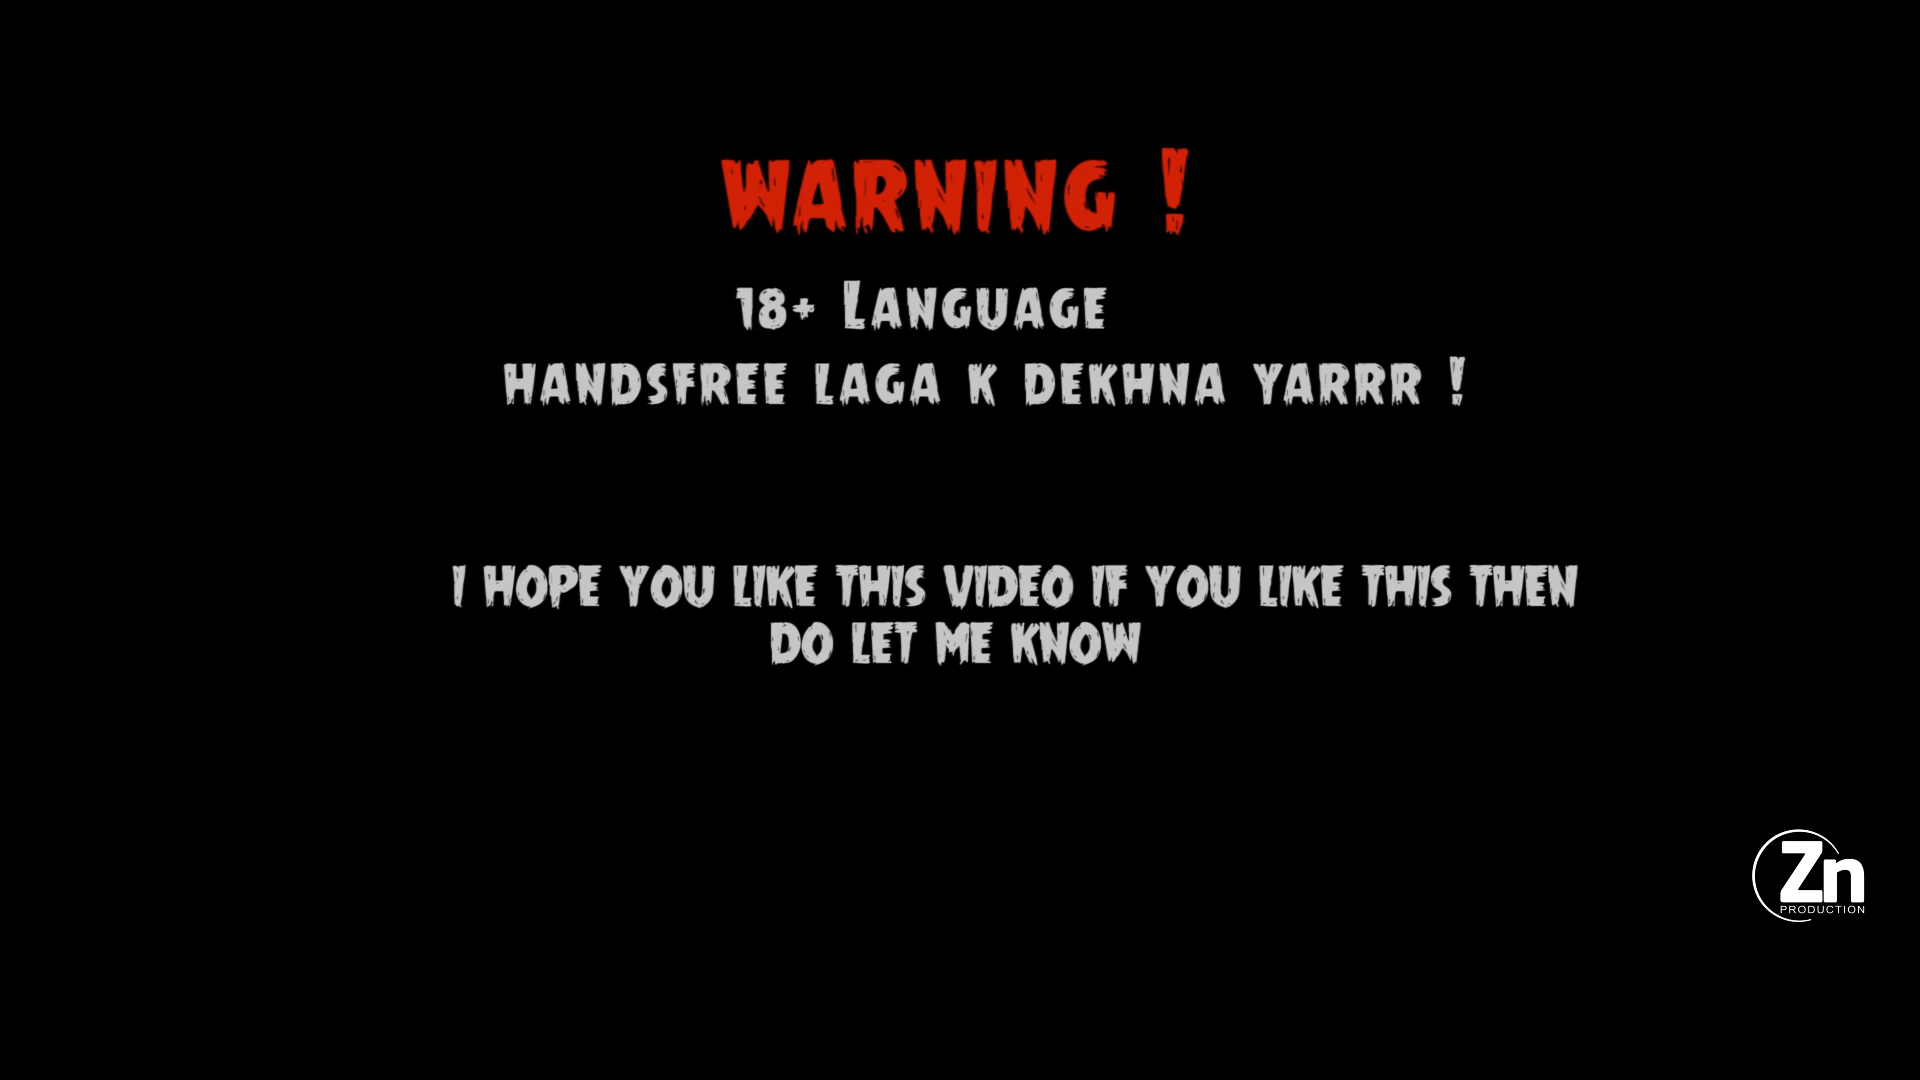 WARNING !
18+ LANGUAGE
HANDSFREE LAGA K DEKHNA YARRR !
I HOPE YOU LIKE THIS VIDEO IF YOU LIKE THIS THEN
DO LET ME KNOW
Zn
PRODUCTION